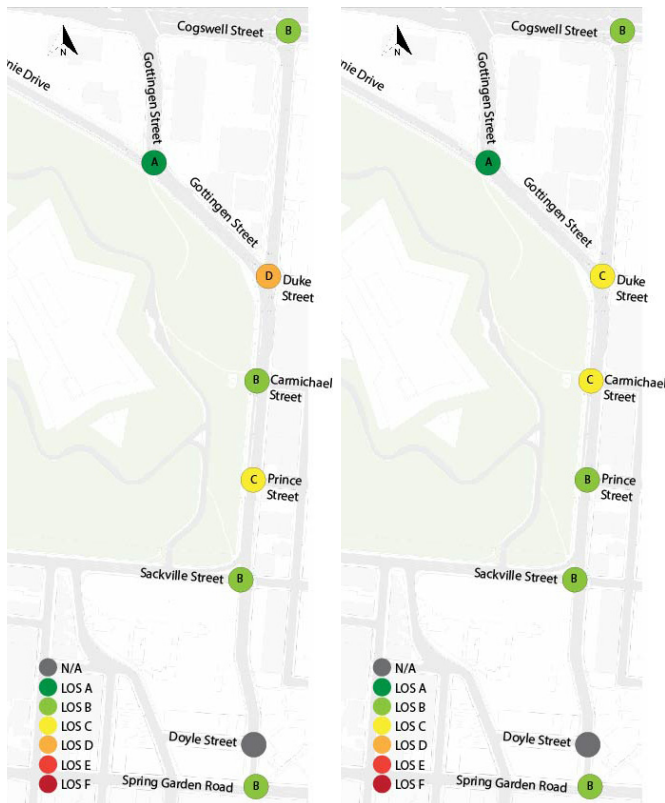 Cogswell Street
B
N
Gottingen Street
nie Drive
A
Gottingen Street
D
Duke
Street
B
Carmichael
Street
C
Prince
Street
Sackville Street
B
N/A
LOS A
LOS B
LOS C
LOS D
LOS E
LOS F
Doyle Street
Spring Garden Road
B
Cogswell Street
B
N
Gottingen Street
nie Drive
A
Gottingen Street
C
Duke
Street
C
Carmichael
Street
B
Prince
Street
Sackville Street
B
N/A
LOS A
LOS B
LOS C
LOS D
LOS E
LOS F
Doyle Street
Spring Garden Road
B